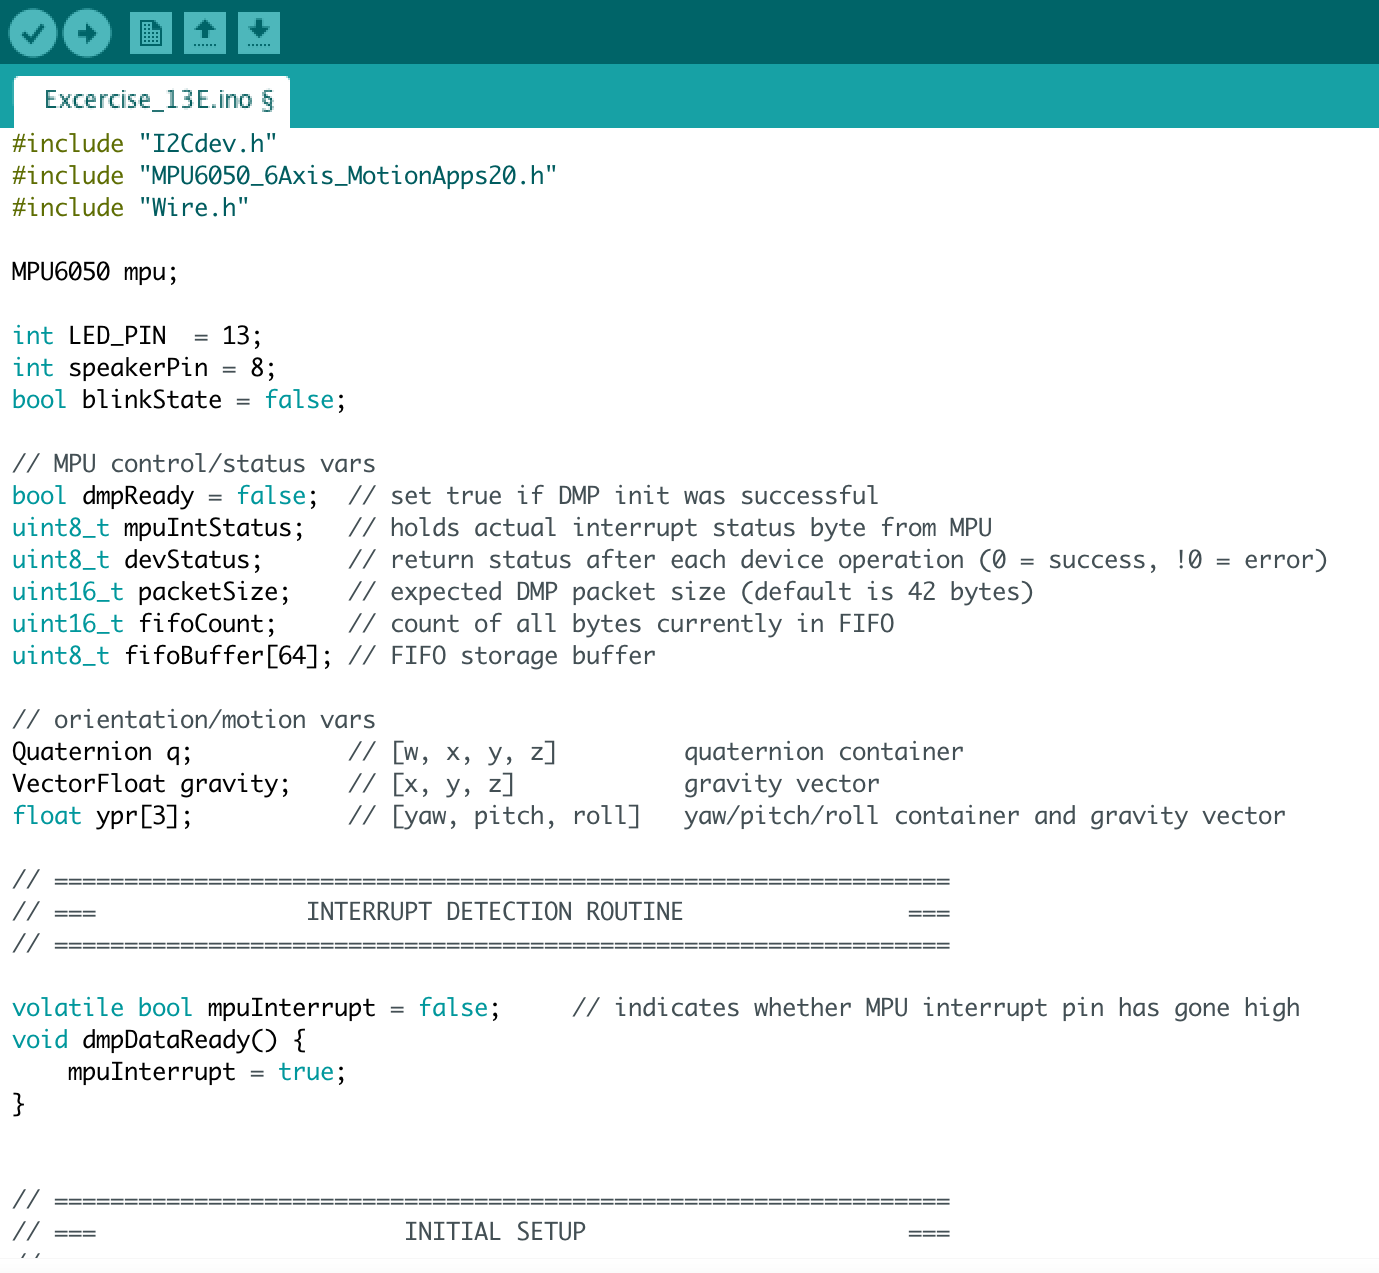 Excercise_13E.ino §
#include "I2Cdev.h"
#include "MPU6050_6Axis_MotionApps20.h"
#include "Wire.h"
MPU6050 mpu;
int LED_PIN  = 13;
int speakerPin = 8;
bool blinkState = false;
// MPU control/status vars
bool dmpReady = false;  // set true if DMP init was successful
uint8_t mpuIntStatus;   // holds actual interrupt status byte from MPU
uint8_t devStatus;      // return status after each device operation (0 = success, !0 = error)
uint16_t packetSize;    // expected DMP packet size (default is 42 bytes)
uint16_t fifoCount;     // count of all bytes currently in FIFO
uint8_t fifoBuffer[64]; // FIFO storage buffer
// orientation/motion vars
Quaternion q;           // [w, x, y, z]         quaternion container
VectorFloat gravity;    // [x, y, z]            gravity vector
float ypr[3];           // [yaw, pitch, roll]   yaw/pitch/roll container and gravity vector
// ================================================================
// ===               INTERRUPT DETECTION ROUTINE                ===
// ================================================================
volatile bool mpuInterrupt = false;     // indicates whether MPU interrupt pin has gone high
void dmpDataReady() {
    mpuInterrupt = true;
}
// ================================================================
// ===                      INITIAL SETUP                       ===
//